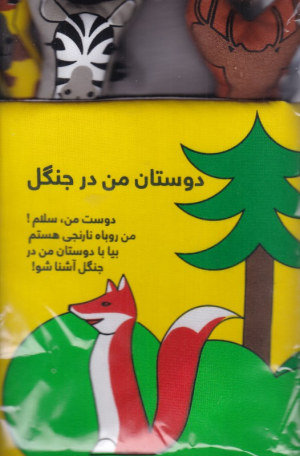 دوستان من در جنگل
دوست من، سلام !
من روباه نارنجی هستم
بیا با دوستان من در
جنگل آشنا شو!